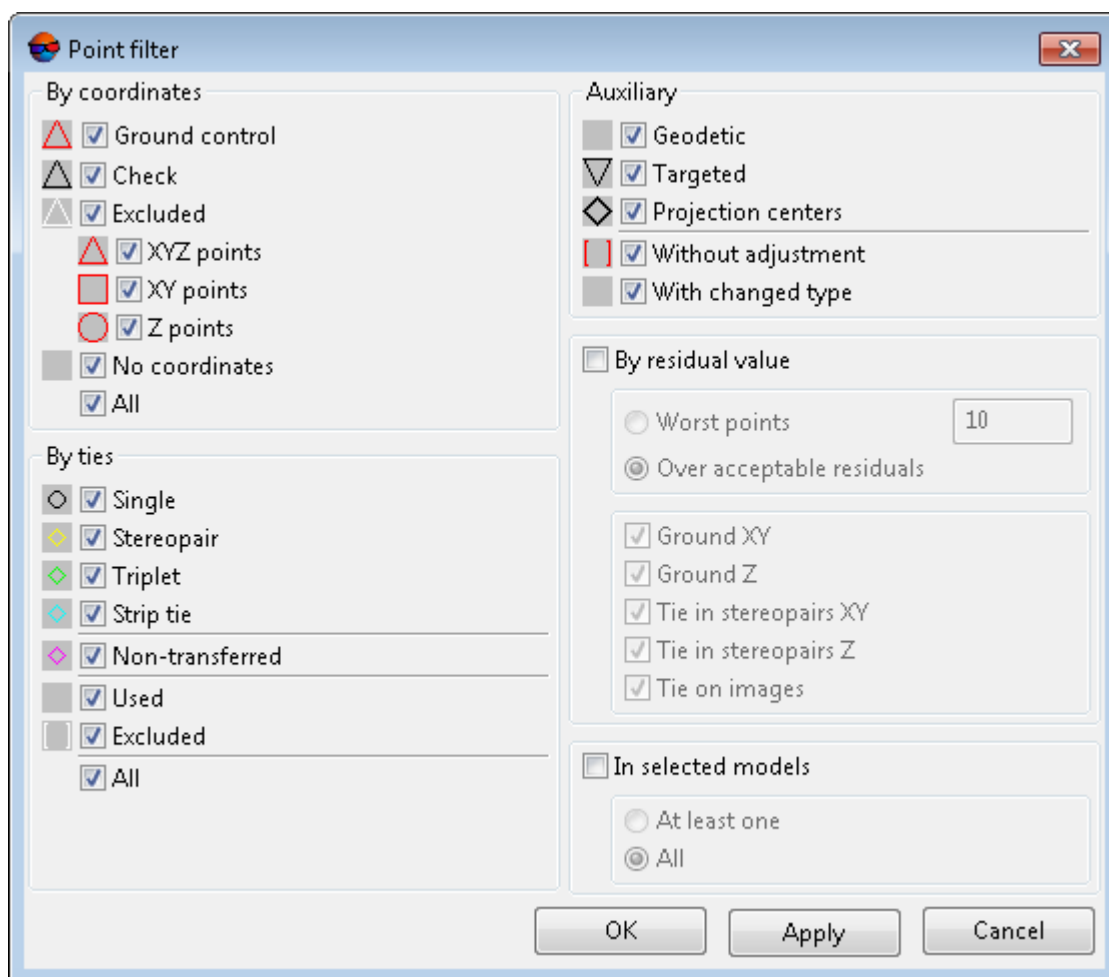 Point filter
By coordinates
Ground control
Check
Excluded
XYZ points
XY points
Z points
No coordinates
All
By ties
Single
Stereopair
Triplet
Strip tie
Non-transferred
Used
Excluded
All
Auxiliary
Geodetic
Targeted
Projection centers
Without adjustment
With changed type
By residual value
Worst points 10
Over acceptable residuals
Ground XY
Ground Z
Tie in stereopairs XY
Tie in stereopairs Z
Tie on images
In selected models
At least one
All
OK Apply Cancel